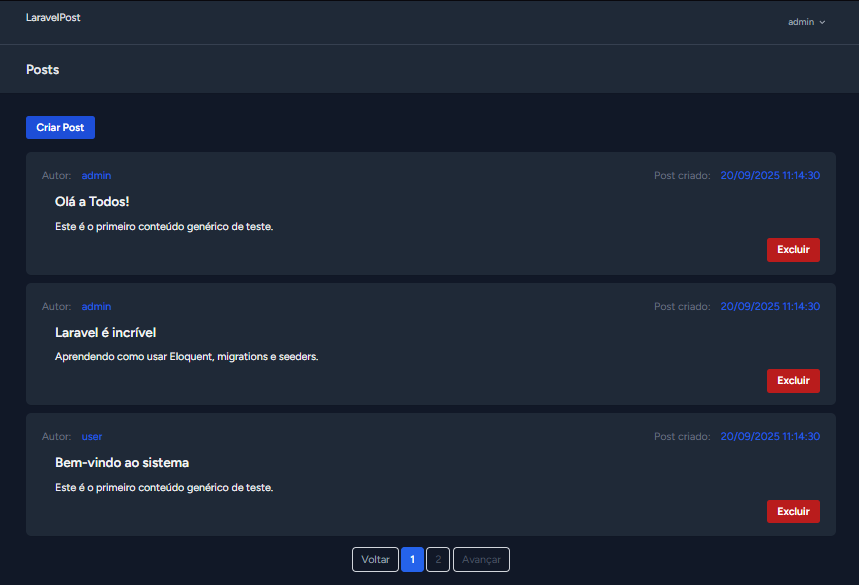 LaravelPost
admin
Posts
Criar Post
Autor: admin Post criado: 20/09/2025 11:14:30
Olá a Todos!
Este é o primeiro conteúdo genérico de teste.
Excluir
Autor: admin Post criado: 20/09/2025 11:14:30
Laravel é incrível
Aprendendo como usar Eloquent, migrations e seeders.
Excluir
Autor: user Post criado: 20/09/2025 11:14:30
Bem-vindo ao sistema
Este é o primeiro conteúdo genérico de teste.
Excluir
Voltar 1 2 Avançar